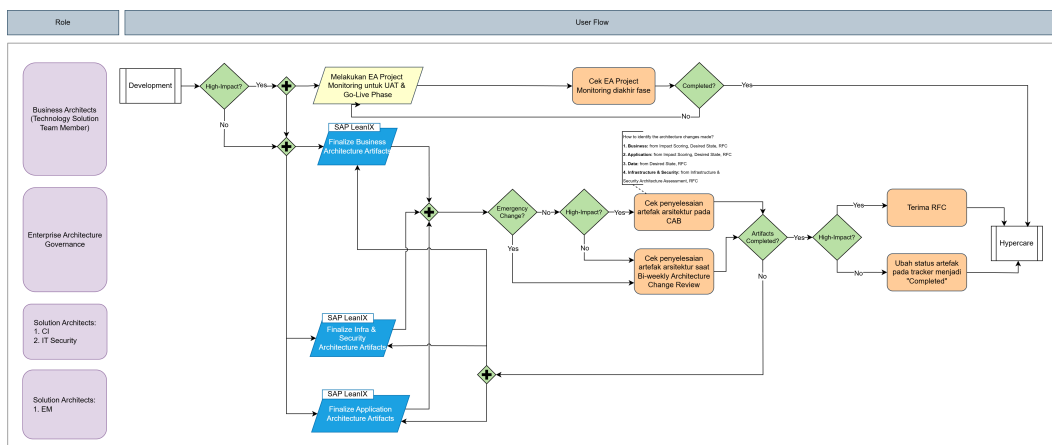 Role
User Flow
Business Architects
(Technology Solution
Team Member)
Development
High-Impact?
Yes
No
Melakukan EA Project
Monitoring untuk UAT &
Go-Live Phase
Cek EA Project
Monitoring diakhir fase
Completed?
Yes
No
SAP LeanIX
Finalize Business
Architecture Artifacts
How to identify the architecture changes made?
1. Business: from Impact Scoring, Desired State, RFC
2. Application: from Impact Scoring, Desired State, RFC
3. Data: from Desired State, RFC
4. Infrastructure & Security: from Infrastructure &
Security Architecture Assessment, RFC
Enterprise Architecture
Governance
Emergency
Change?
No
Yes
High-Impact?
Yes
No
Cek penyelesaian
artefak arsitektur pada
CAB
Cek penyelesaian
artefak arsitektur saat
Bi-weekly Architecture
Change Review
Artifacts
Completed?
Yes
No
High-Impact?
Yes
No
Terima RFC
Ubah status artefak
pada tracker menjadi
"Completed"
Hypercare
Solution Architects:
1. CI
2. IT Security
SAP LeanIX
Finalize Infra &
Security
Architecture Artifacts
Solution Architects:
1. EM
SAP LeanIX
Finalize Application
Architecture Artifacts